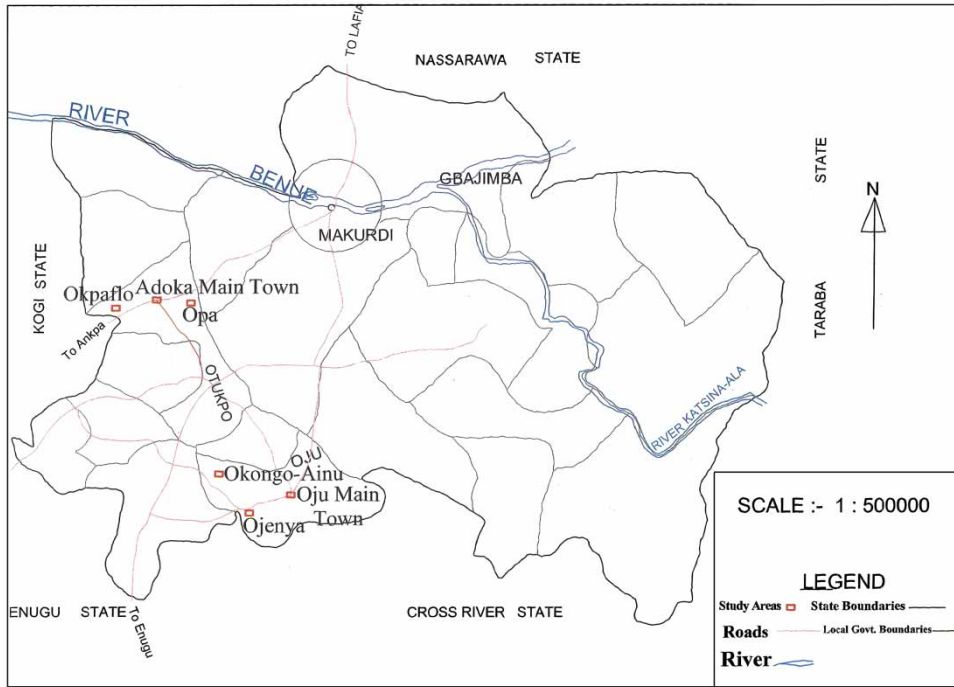 TO LAFIA
NASSARAWA STATE
RIVER
BENUE
GBAJIMBA
STATE
TARABA
N
MAKURDI
KOGI STATE
Okpaflo
Adoka Main Town
Opa
To Ankpa
OTUKPO
RIVER KATSINA-ALA
OJU
Okongo-Ainu
Oju Main
Town
Ojenya
ENUGU STATE
To Enugu
CROSS RIVER STATE
SCALE :- 1 : 500000
LEGEND
Study Areas State Boundaries
Roads Local Govt. Boundaries
River